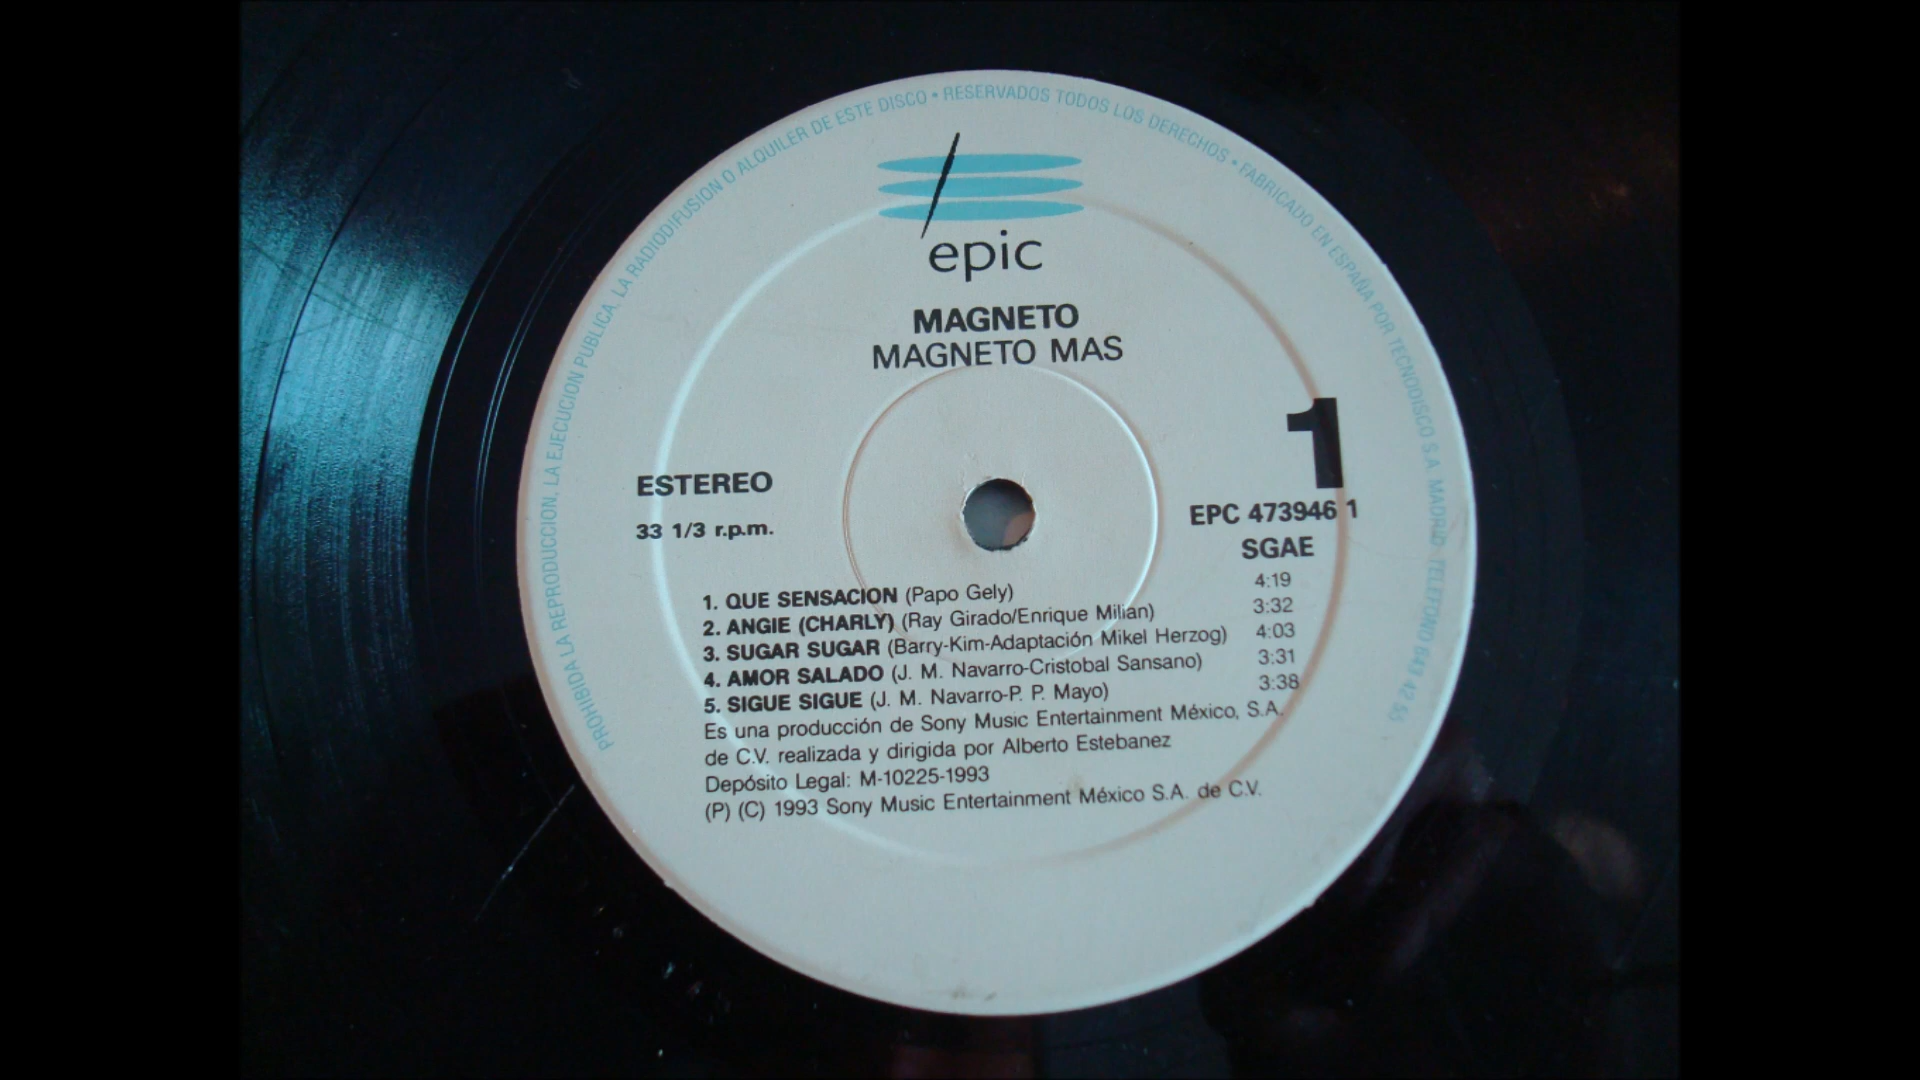 PROHIBIDA LA REPRODUCCION, LA EJECUCION PUBLICA, LA RADIODIFUSION O ALQUILER DE ESTE DISCO • RESERVADOS TODOS LOS DERECHOS • FABRICADO EN ESPAÑA POR TECNODISCO S.A. MADRID TELEFONO 641 42 55
epic
MAGNETO
MAGNETO MAS
1
ESTEREO
EPC 473946 1
33 1/3 r.p.m.
SGAE
1. QUE SENSACION (Papo Gely) 4:19
2. ANGIE (CHARLY) (Ray Girado/Enrique Milian) 3:32
3. SUGAR SUGAR (Barry-Kim-Adaptación Mikel Herzog) 4:03
4. AMOR SALADO (J. M. Navarro-Cristobal Sansano) 3:31
5. SIGUE SIGUE (J. M. Navarro-P. P. Mayo) 3:38
Es una producción de Sony Music Entertainment México, S.A.
de C.V. realizada y dirigida por Alberto Estebanez
Depósito Legal: M-10225-1993
(P) (C) 1993 Sony Music Entertainment México S.A. de C.V.